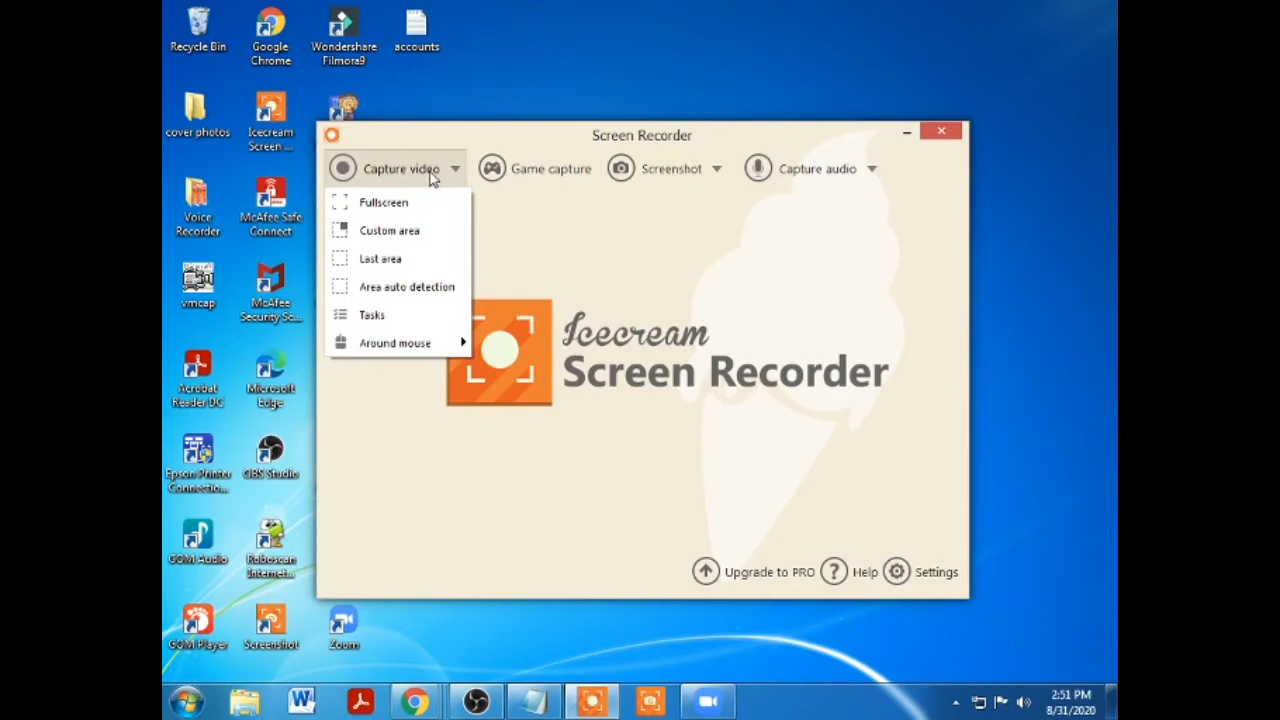 Recycle Bin
Google
Chrome
Wondershare
Filmora9
accounts
cover photos
Icecream
Screen ...
Voice
Recorder
McAfee Safe
Connect
vmcap
McAfee
Security Sc...
Acrobat
Reader DC
Microsoft
Edge
Epson Printer
Connectio...
OBS Studio
GOM Audio
Roboscan
Internet...
GOM Player
Screenshot
Zoom
Screen Recorder
Capture video
Game capture
Screenshot
Capture audio
Fullscreen
Custom area
Last area
Area auto detection
Tasks
Around mouse
Icecream
Screen Recorder
Upgrade to PRO
Help
Settings
2:51 PM
8/31/2020